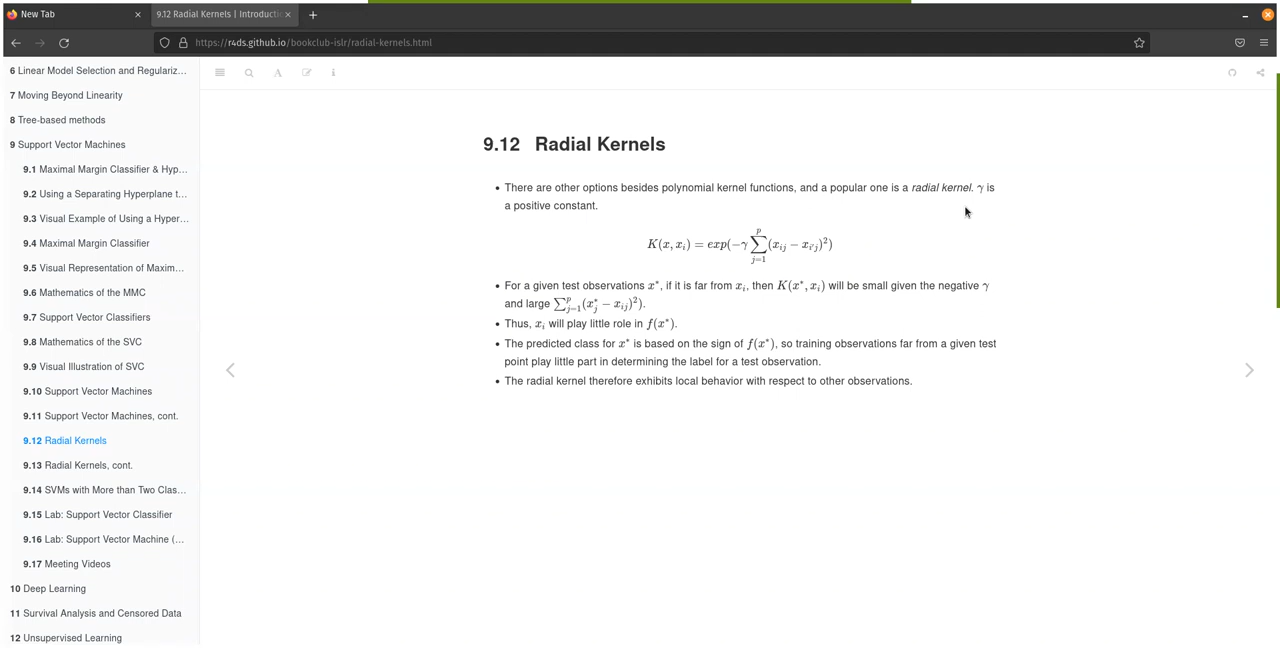 New Tab
9.12 Radial Kernels | Introductio
https://r4ds.github.io/bookclub-islr/radial-kernels.html
6 Linear Model Selection and Regulariz...
7 Moving Beyond Linearity
8 Tree-based methods
9 Support Vector Machines
9.1 Maximal Margin Classifier & Hyp...
9.2 Using a Separating Hyperplane t...
9.3 Visual Example of Using a Hyper...
9.4 Maximal Margin Classifier
9.5 Visual Representation of Maxim...
9.6 Mathematics of the MMC
9.7 Support Vector Classifiers
9.8 Mathematics of the SVC
9.9 Visual Illustration of SVC
9.10 Support Vector Machines
9.11 Support Vector Machines, cont.
9.12 Radial Kernels
9.13 Radial Kernels, cont.
9.14 SVMs with More than Two Clas...
9.15 Lab: Support Vector Classifier
9.16 Lab: Support Vector Machine (...
9.17 Meeting Videos
10 Deep Learning
11 Survival Analysis and Censored Data
12 Unsupervised Learning
9.12 Radial Kernels
• There are other options besides polynomial kernel functions, and a popular one is a radial kernel. γ is
a positive constant.
K(x, x_i) = exp(−γ ∑_{j=1}^{p} (x_{ij} − x_{i′j})²)
• For a given test observations x*, if it is far from x_i, then K(x*, x_i) will be small given the negative γ
and large ∑_{j=1}^{p}(x_j^* − x_{ij})²).
• Thus, x_i will play little role in f(x*).
• The predicted class for x* is based on the sign of f(x*), so training observations far from a given test
point play little part in determining the label for a test observation.
• The radial kernel therefore exhibits local behavior with respect to other observations.